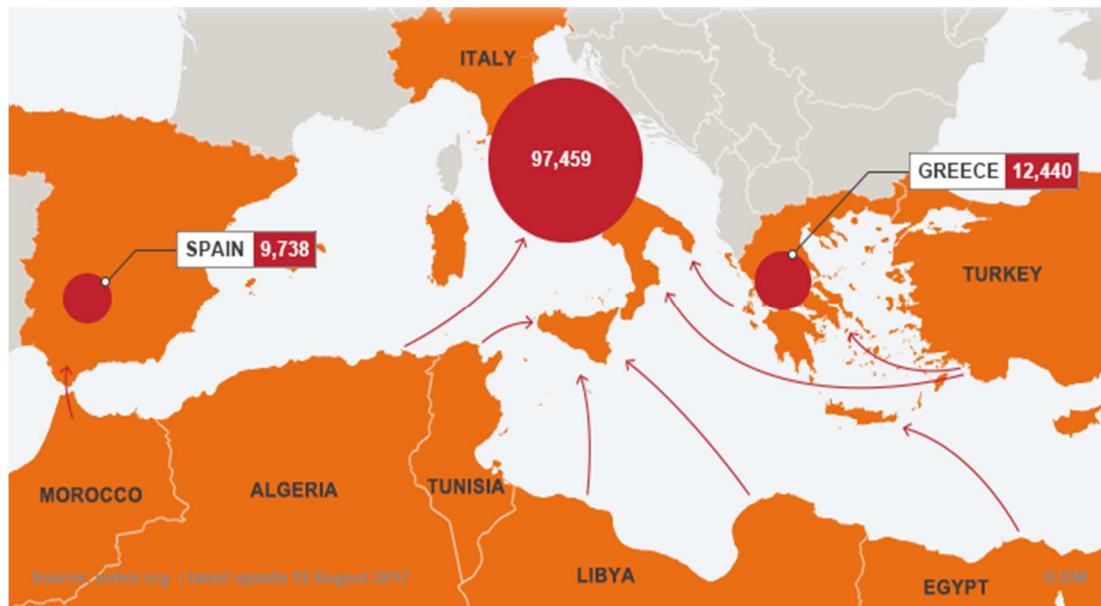 ITALY
97,459
GREECE 12,440
SPAIN 9,738
TURKEY
MOROCCO
ALGERIA
TUNISIA
LIBYA
EGYPT
Source: unhcr.org | latest update August 2017
© DW